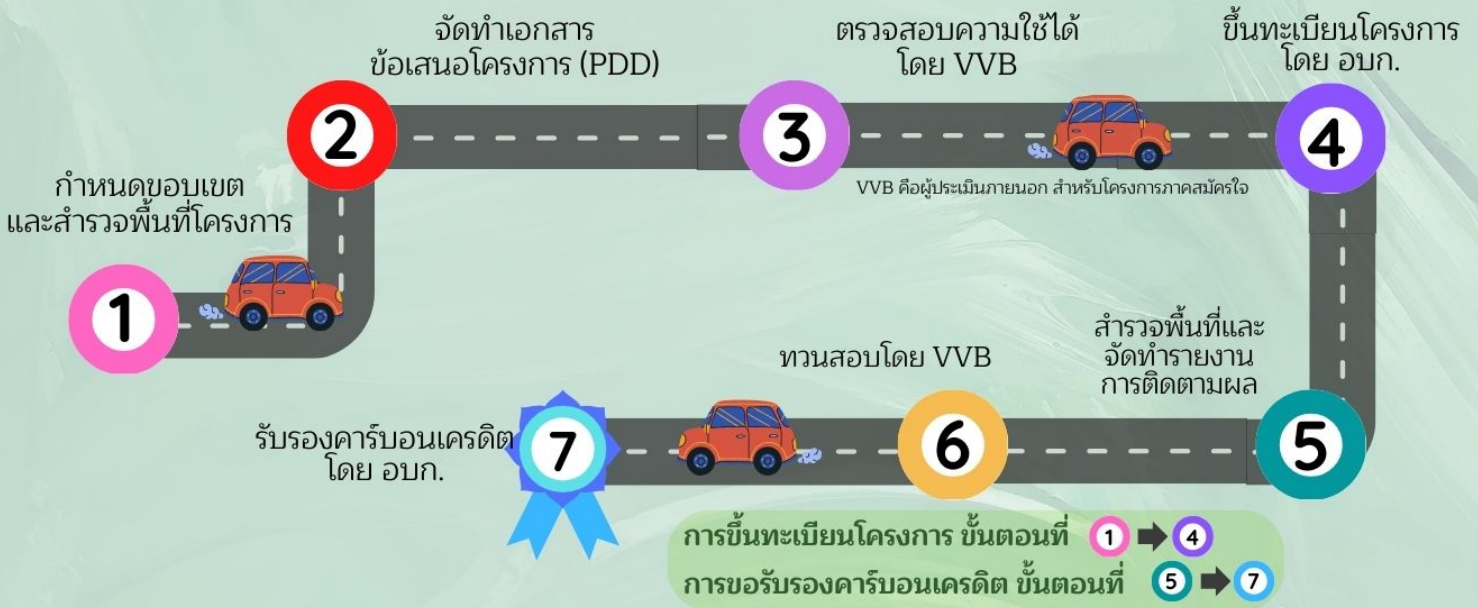 กำหนดขอบเขต
และสำรวจพื้นที่โครงการ
1
จัดทำเอกสาร
ข้อเสนอโครงการ (PDD)
2
ตรวจสอบความใช้ได้
โดย VVB
3
VVB คือผู้ประเมินภายนอก สำหรับโครงการภาคสมัครใจ
ขึ้นทะเบียนโครงการ
โดย อบก.
4
สำรวจพื้นที่และ
จัดทำรายงาน
การติดตามผล
5
ทวนสอบโดย VVB
6
รับรองคาร์บอนเครดิต
โดย อบก.
7
การขึ้นทะเบียนโครงการ ขั้นตอนที่ 1 ➡ 4
การขอรับรองคาร์บอนเครดิต ขั้นตอนที่ 5 ➡ 7